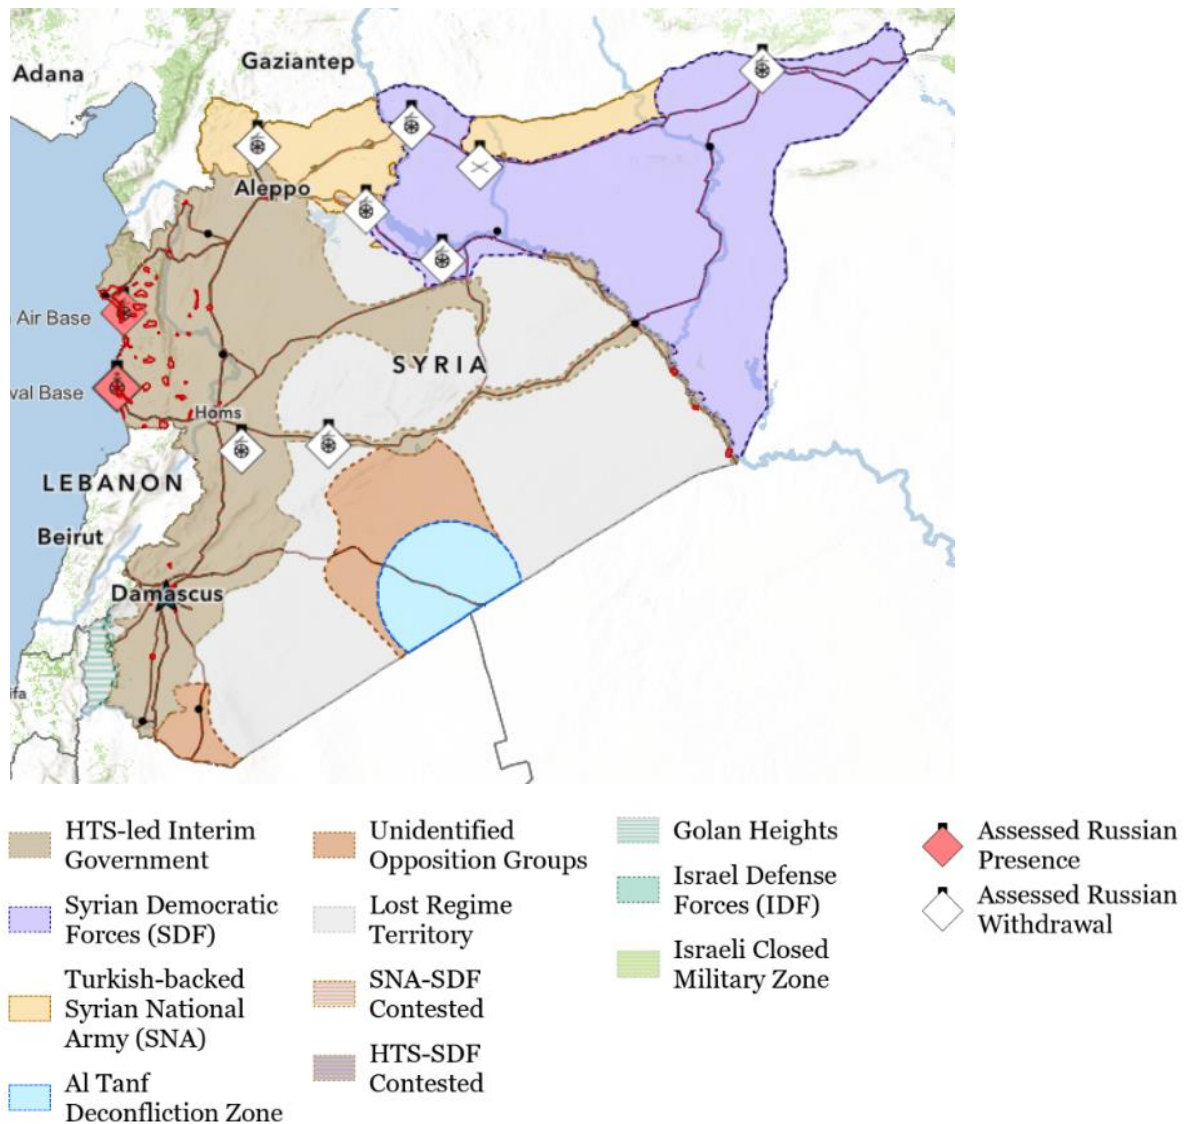 Adana
Gaziantep
Aleppo
Air Base
SYRIA
val Base
Homs
LEBANON
Beirut
Damascus
ifa
HTS-led Interim
Government
Syrian Democratic
Forces (SDF)
Turkish-backed
Syrian National
Army (SNA)
Al Tanf
Deconfliction Zone
Unidentified
Opposition Groups
Lost Regime
Territory
SNA-SDF
Contested
HTS-SDF
Contested
Golan Heights
Israel Defense
Forces (IDF)
Israeli Closed
Military Zone
Assessed Russian
Presence
Assessed Russian
Withdrawal